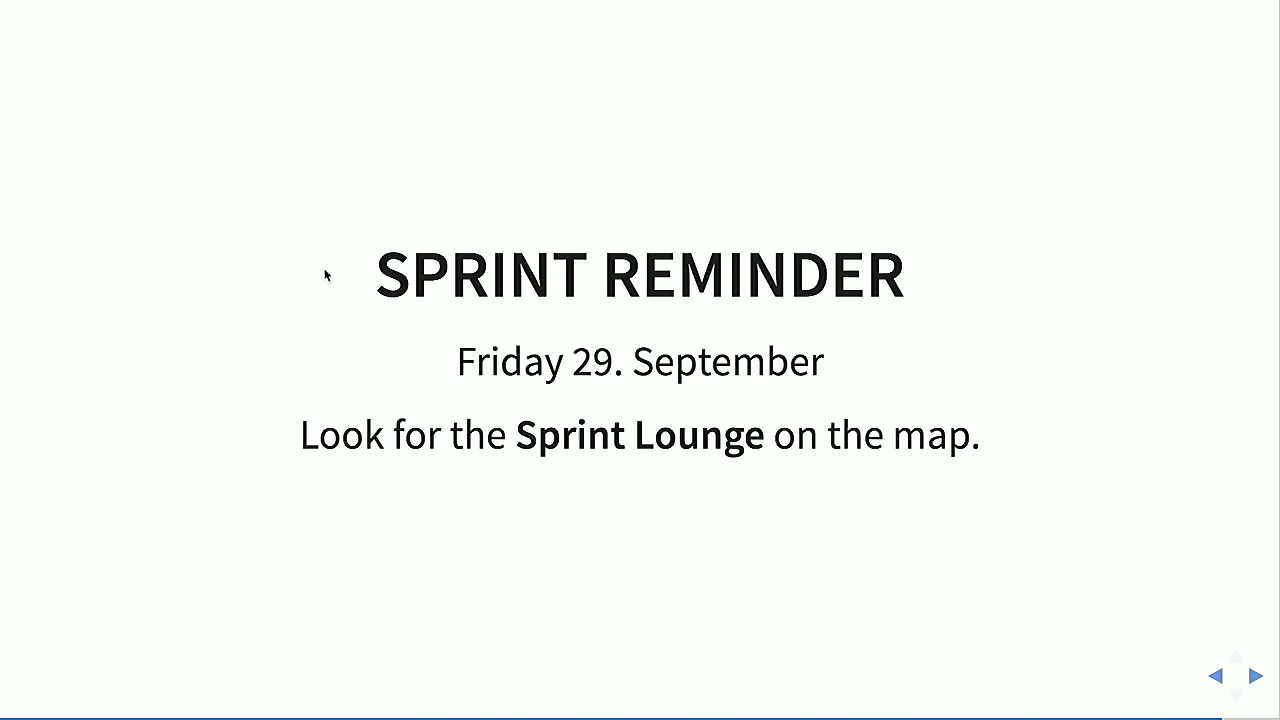 SPRINT REMINDER
Friday 29. September
Look for the Sprint Lounge on the map.